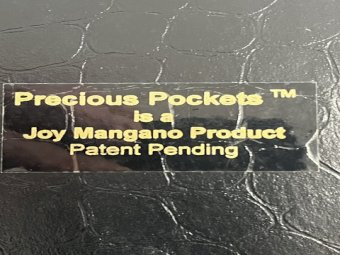 Precious Pockets ™
is a
Joy Mangano Product
Patent Pending